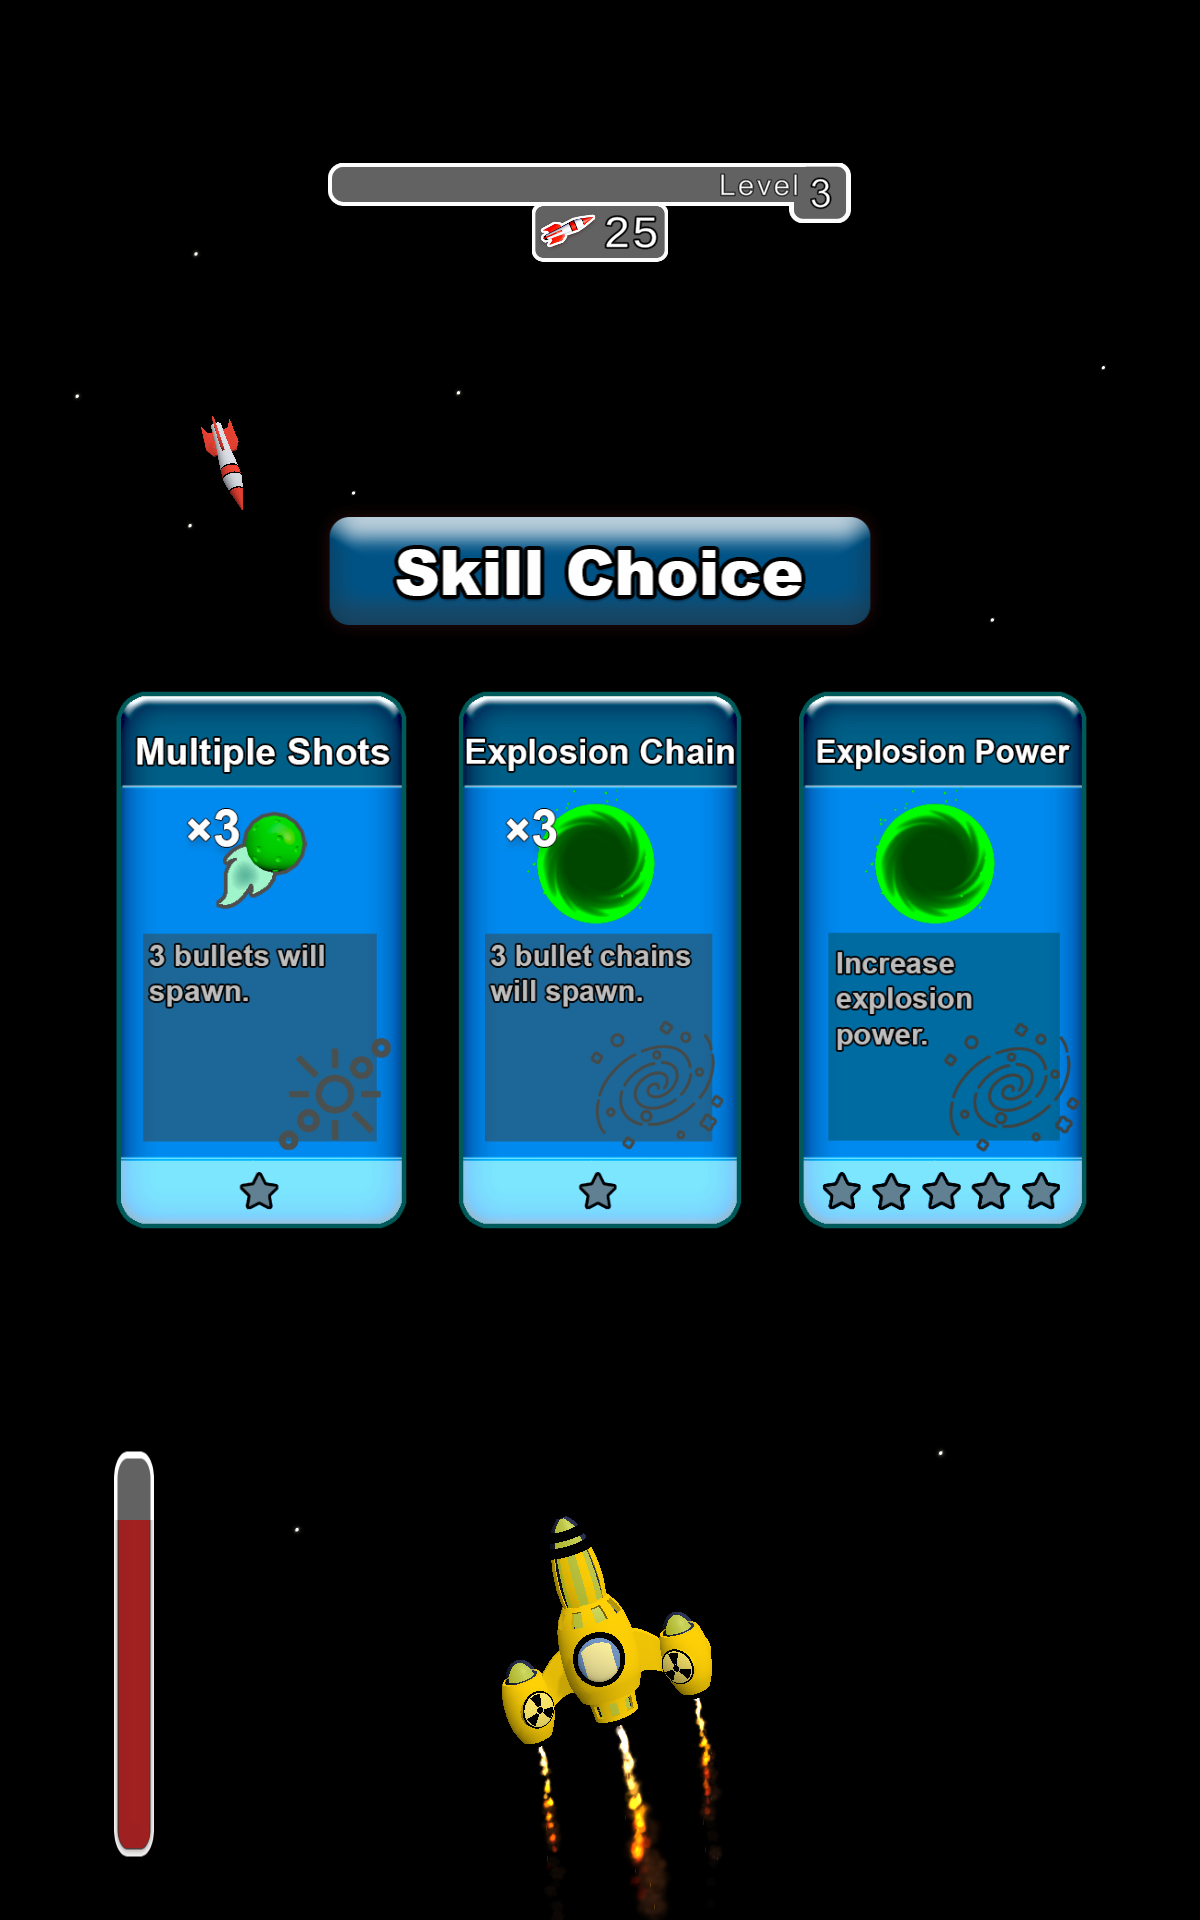 Level 3
25
Skill Choice
Multiple Shots
×3
3 bullets will
spawn.
Explosion Chain
×3
3 bullet chains
will spawn.
Explosion Power
Increase
explosion
power.